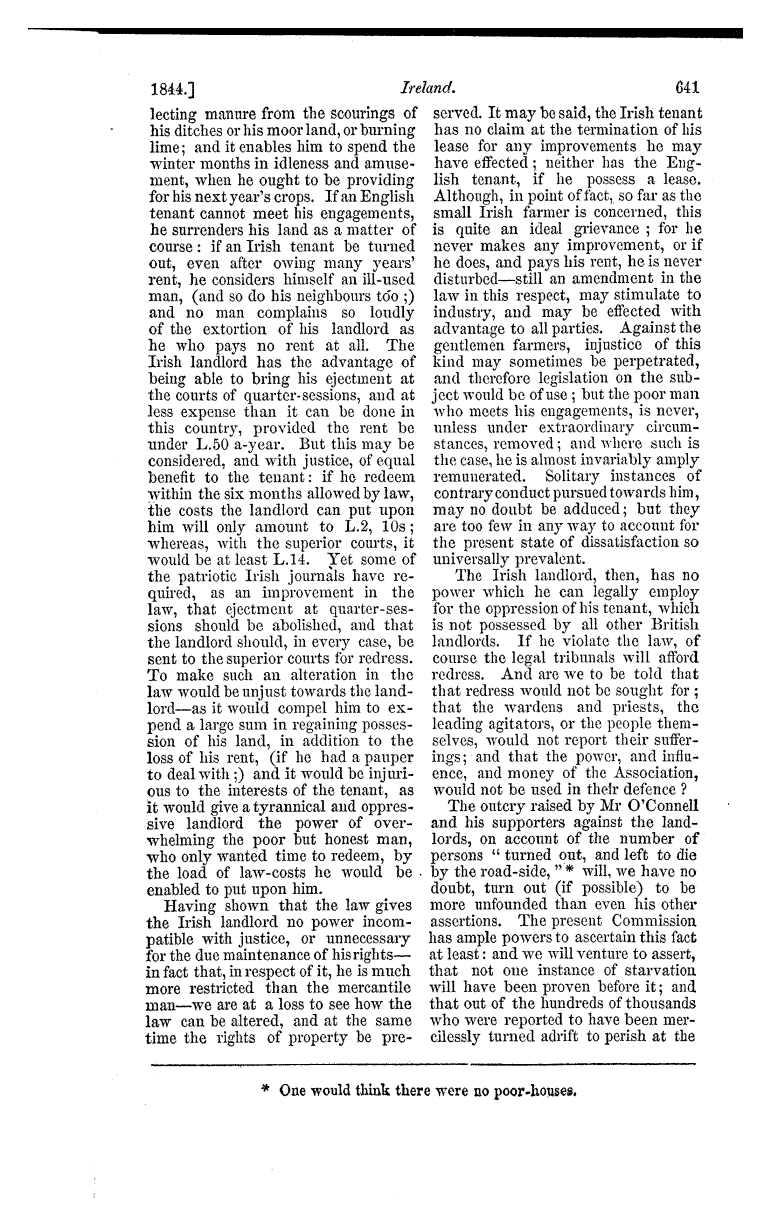 1844.] Ireland. 641
lecting manure from the scourings of
his ditches or his moor land, or burning
lime; and it enables him to spend the
winter months in idleness and amuse-
ment, when he ought to be providing
for his next year's crops. If an English
tenant cannot meet his engagements,
he surrenders his land as a matter of
course: if an Irish tenant be turned
out, even after owing many years'
rent, he considers himself an ill-used
man, (and so do his neighbours too;)
and no man complains so loudly
of the extortion of his landlord as
he who pays no rent at all. The
Irish landlord has the advantage of
being able to bring his ejectment at
the courts of quarter-sessions, and at
less expense than it can be done in
this country, provided the rent be
under L.50 a-year. But this may be
considered, and with justice, of equal
benefit to the tenant: if he redeem
within the six months allowed by law,
the costs the landlord can put upon
him will only amount to L.2, 10s;
whereas, with the superior courts, it
would be at least L.14. Yet some of
the patriotic Irish journals have re-
quired, as an improvement in the
law, that ejectment at quarter-ses-
sions should be abolished, and that
the landlord should, in every case, be
sent to the superior courts for redress.
To make such an alteration in the
law would be unjust towards the land-
lord—as it would compel him to ex-
pend a large sum in regaining posses-
sion of his land, in addition to the
loss of his rent, (if he had a pauper
to deal with;) and it would be injuri-
ous to the interests of the tenant, as
it would give a tyrannical and oppres-
sive landlord the power of over-
whelming the poor but honest man,
who only wanted time to redeem, by
the load of law-costs he would be
enabled to put upon him.
Having shown that the law gives
the Irish landlord no power incom-
patible with justice, or unnecessary
for the due maintenance of his rights—
in fact that, in respect of it, he is much
more restricted than the mercantile
man—we are at a loss to see how the
law can be altered, and at the same
time the rights of property be pre-
served. It may be said, the Irish tenant
has no claim at the termination of his
lease for any improvements he may
have effected; neither has the Eng-
lish tenant, if he possess a lease.
Although, in point of fact, so far as the
small Irish farmer is concerned, this
is quite an ideal grievance; for he
never makes any improvement, or if
he does, and pays his rent, he is never
disturbed—still an amendment in the
law in this respect, may stimulate to
industry, and may be effected with
advantage to all parties. Against the
gentlemen farmers, injustice of this
kind may sometimes be perpetrated,
and therefore legislation on the sub-
ject would be of use; but the poor man
who meets his engagements, is never,
unless under extraordinary circum-
stances, removed; and where such is
the case, he is almost invariably amply
remunerated. Solitary instances of
contrary conduct pursued towards him,
may no doubt be adduced; but they
are too few in any way to account for
the present state of dissatisfaction so
universally prevalent.
The Irish landlord, then, has no
power which he can legally employ
for the oppression of his tenant, which
is not possessed by all other British
landlords. If he violate the law, of
course the legal tribunals will afford
redress. And are we to be told that
that redress would not be sought for;
that the wardens and priests, the
leading agitators, or the people them-
selves, would not report their suffer-
ings; and that the power, and influ-
ence, and money of the Association,
would not be used in their defence?
The outcry raised by Mr O'Connell
and his supporters against the land-
lords, on account of the number of
persons "turned out, and left to die
by the road-side,"* will, we have no
doubt, turn out (if possible) to be
more unfounded than even his other
assertions. The present Commission
has ample powers to ascertain this fact
at least: and we will venture to assert,
that not one instance of starvation
will have been proven before it; and
that out of the hundreds of thousands
who were reported to have been mer-
cilessly turned adrift to perish at the
* One would think there were no poor-houses.